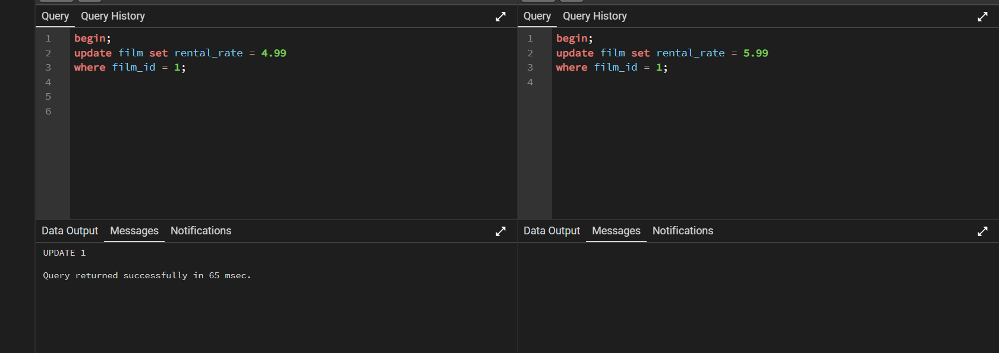 Query Query History
1 begin;
2 update film set rental_rate = 4.99
3 where film_id = 1;
4
5
6
Data Output Messages Notifications
UPDATE 1
Query returned successfully in 65 msec.
Query Query History
1 begin;
2 update film set rental_rate = 5.99
3 where film_id = 1;
4
Data Output Messages Notifications